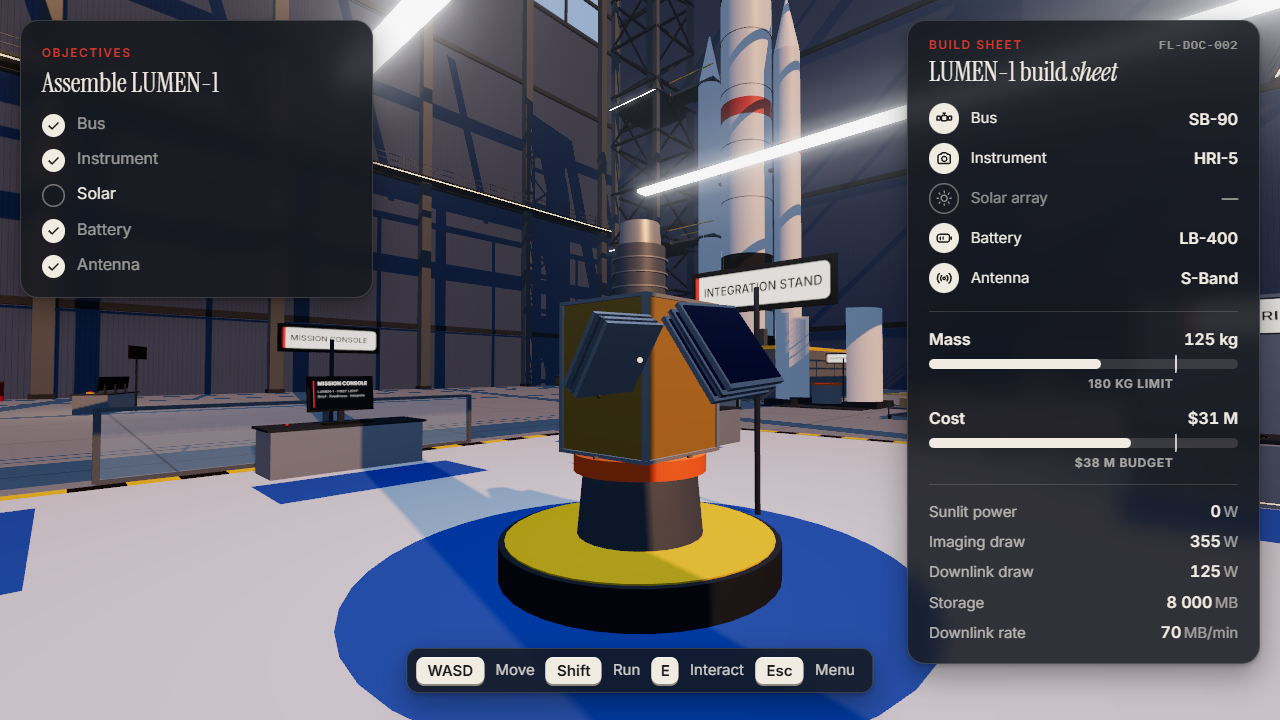 OBJECTIVES
Assemble LUMEN-1
Bus
Instrument
Solar
Battery
Antenna
MISSION CONSOLE
MISSION CONSOLE
INTEGRATION STAND
BUILD SHEET FL-DOC-002
LUMEN-1 build sheet
Bus SB-90
Instrument HRI-5
Solar array —
Battery LB-400
Antenna S-Band
Mass 125 kg
180 KG LIMIT
Cost $31 M
$38 M BUDGET
Sunlit power 0 W
Imaging draw 355 W
Downlink draw 125 W
Storage 8 000 MB
Downlink rate 70 MB/min
WASD Move Shift Run E Interact Esc Menu